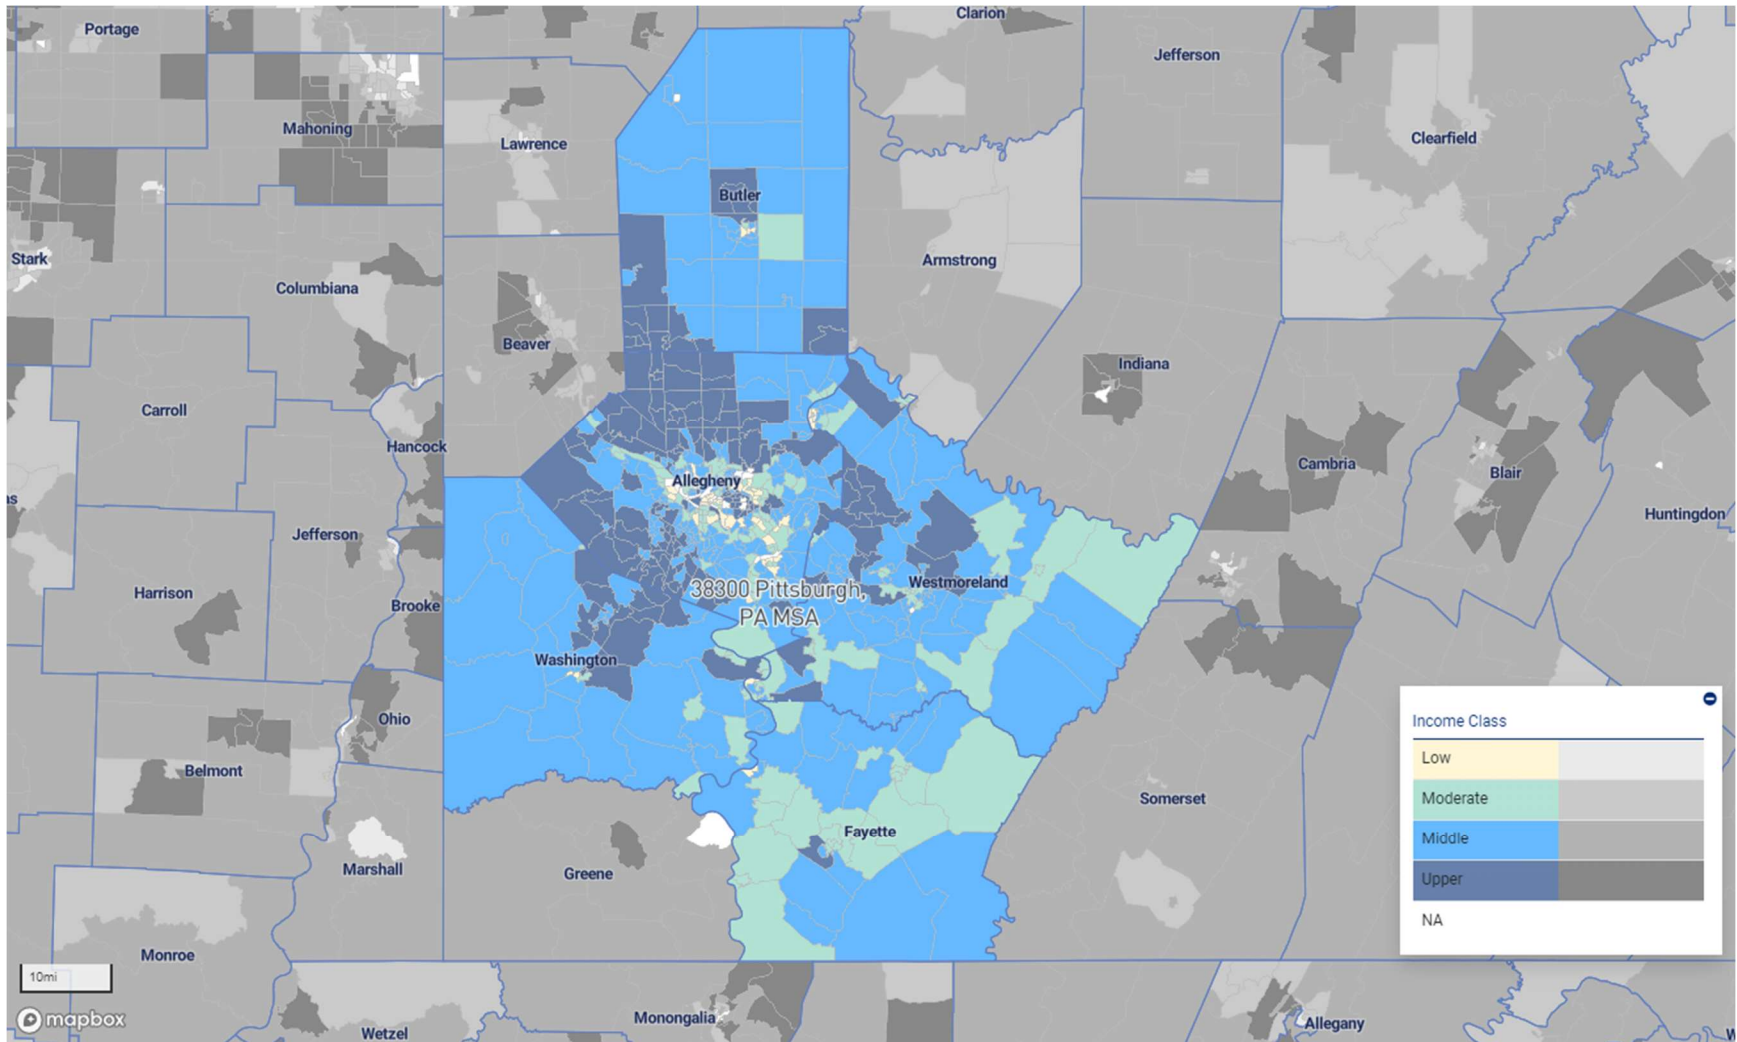 Portage
Clarion
Jefferson
Mahoning
Lawrence
Clearfield
Butler
Stark
Columbiana
Armstrong
Beaver
Indiana
Carroll
Hancock
Cambria
Blair
as
Allegheny
Huntingdon
Jefferson
Harrison
Brooke
38300 Pittsburgh,
PA MSA
Westmoreland
Washington
Ohio
Belmont
Somerset
Fayette
Marshall
Greene
Monroe
Monongalia
Wetzel
Allegany
W
Income Class
Low
Moderate
Middle
Upper
NA
10mi
mapbox